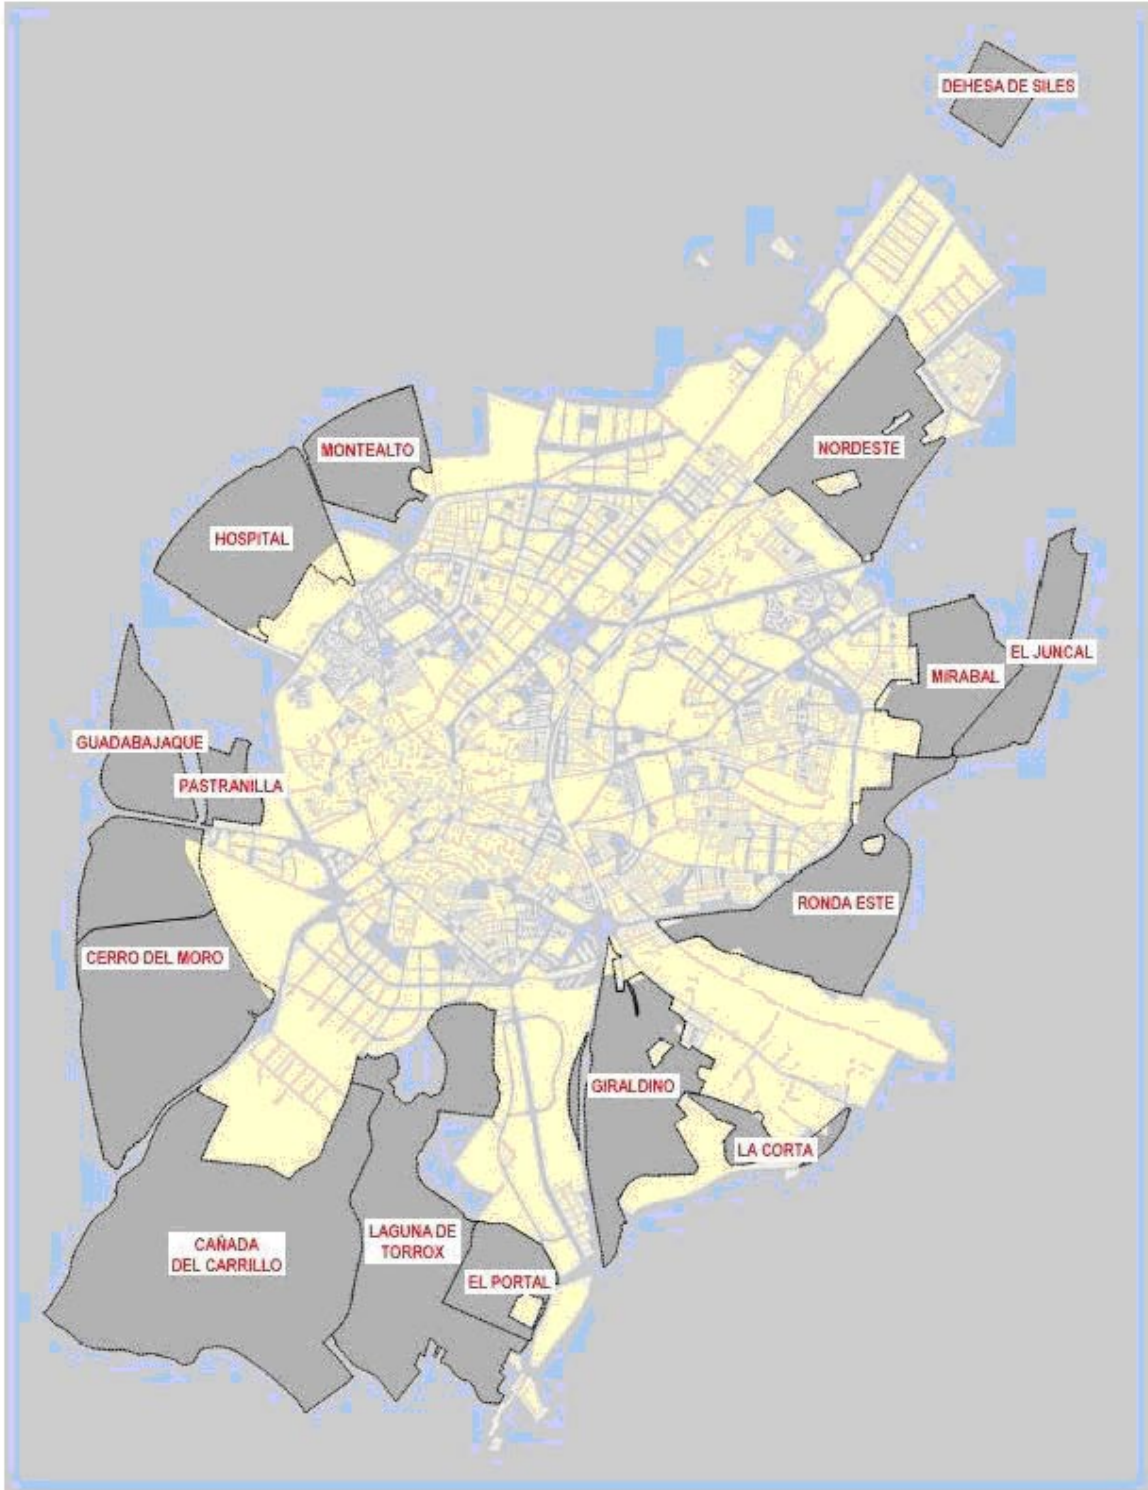 DEHESA DE SILES
MONTEALTO
NORDESTE
HOSPITAL
EL JUNCAL
MIRABAL
GUADABAJAQUE
PASTRANILLA
RONDA ESTE
CERRO DEL MORO
GIRALDINO
LA CORTA
CAÑADA
DEL CARRILLO
LAGUNA DE
TORROX
EL PORTAL